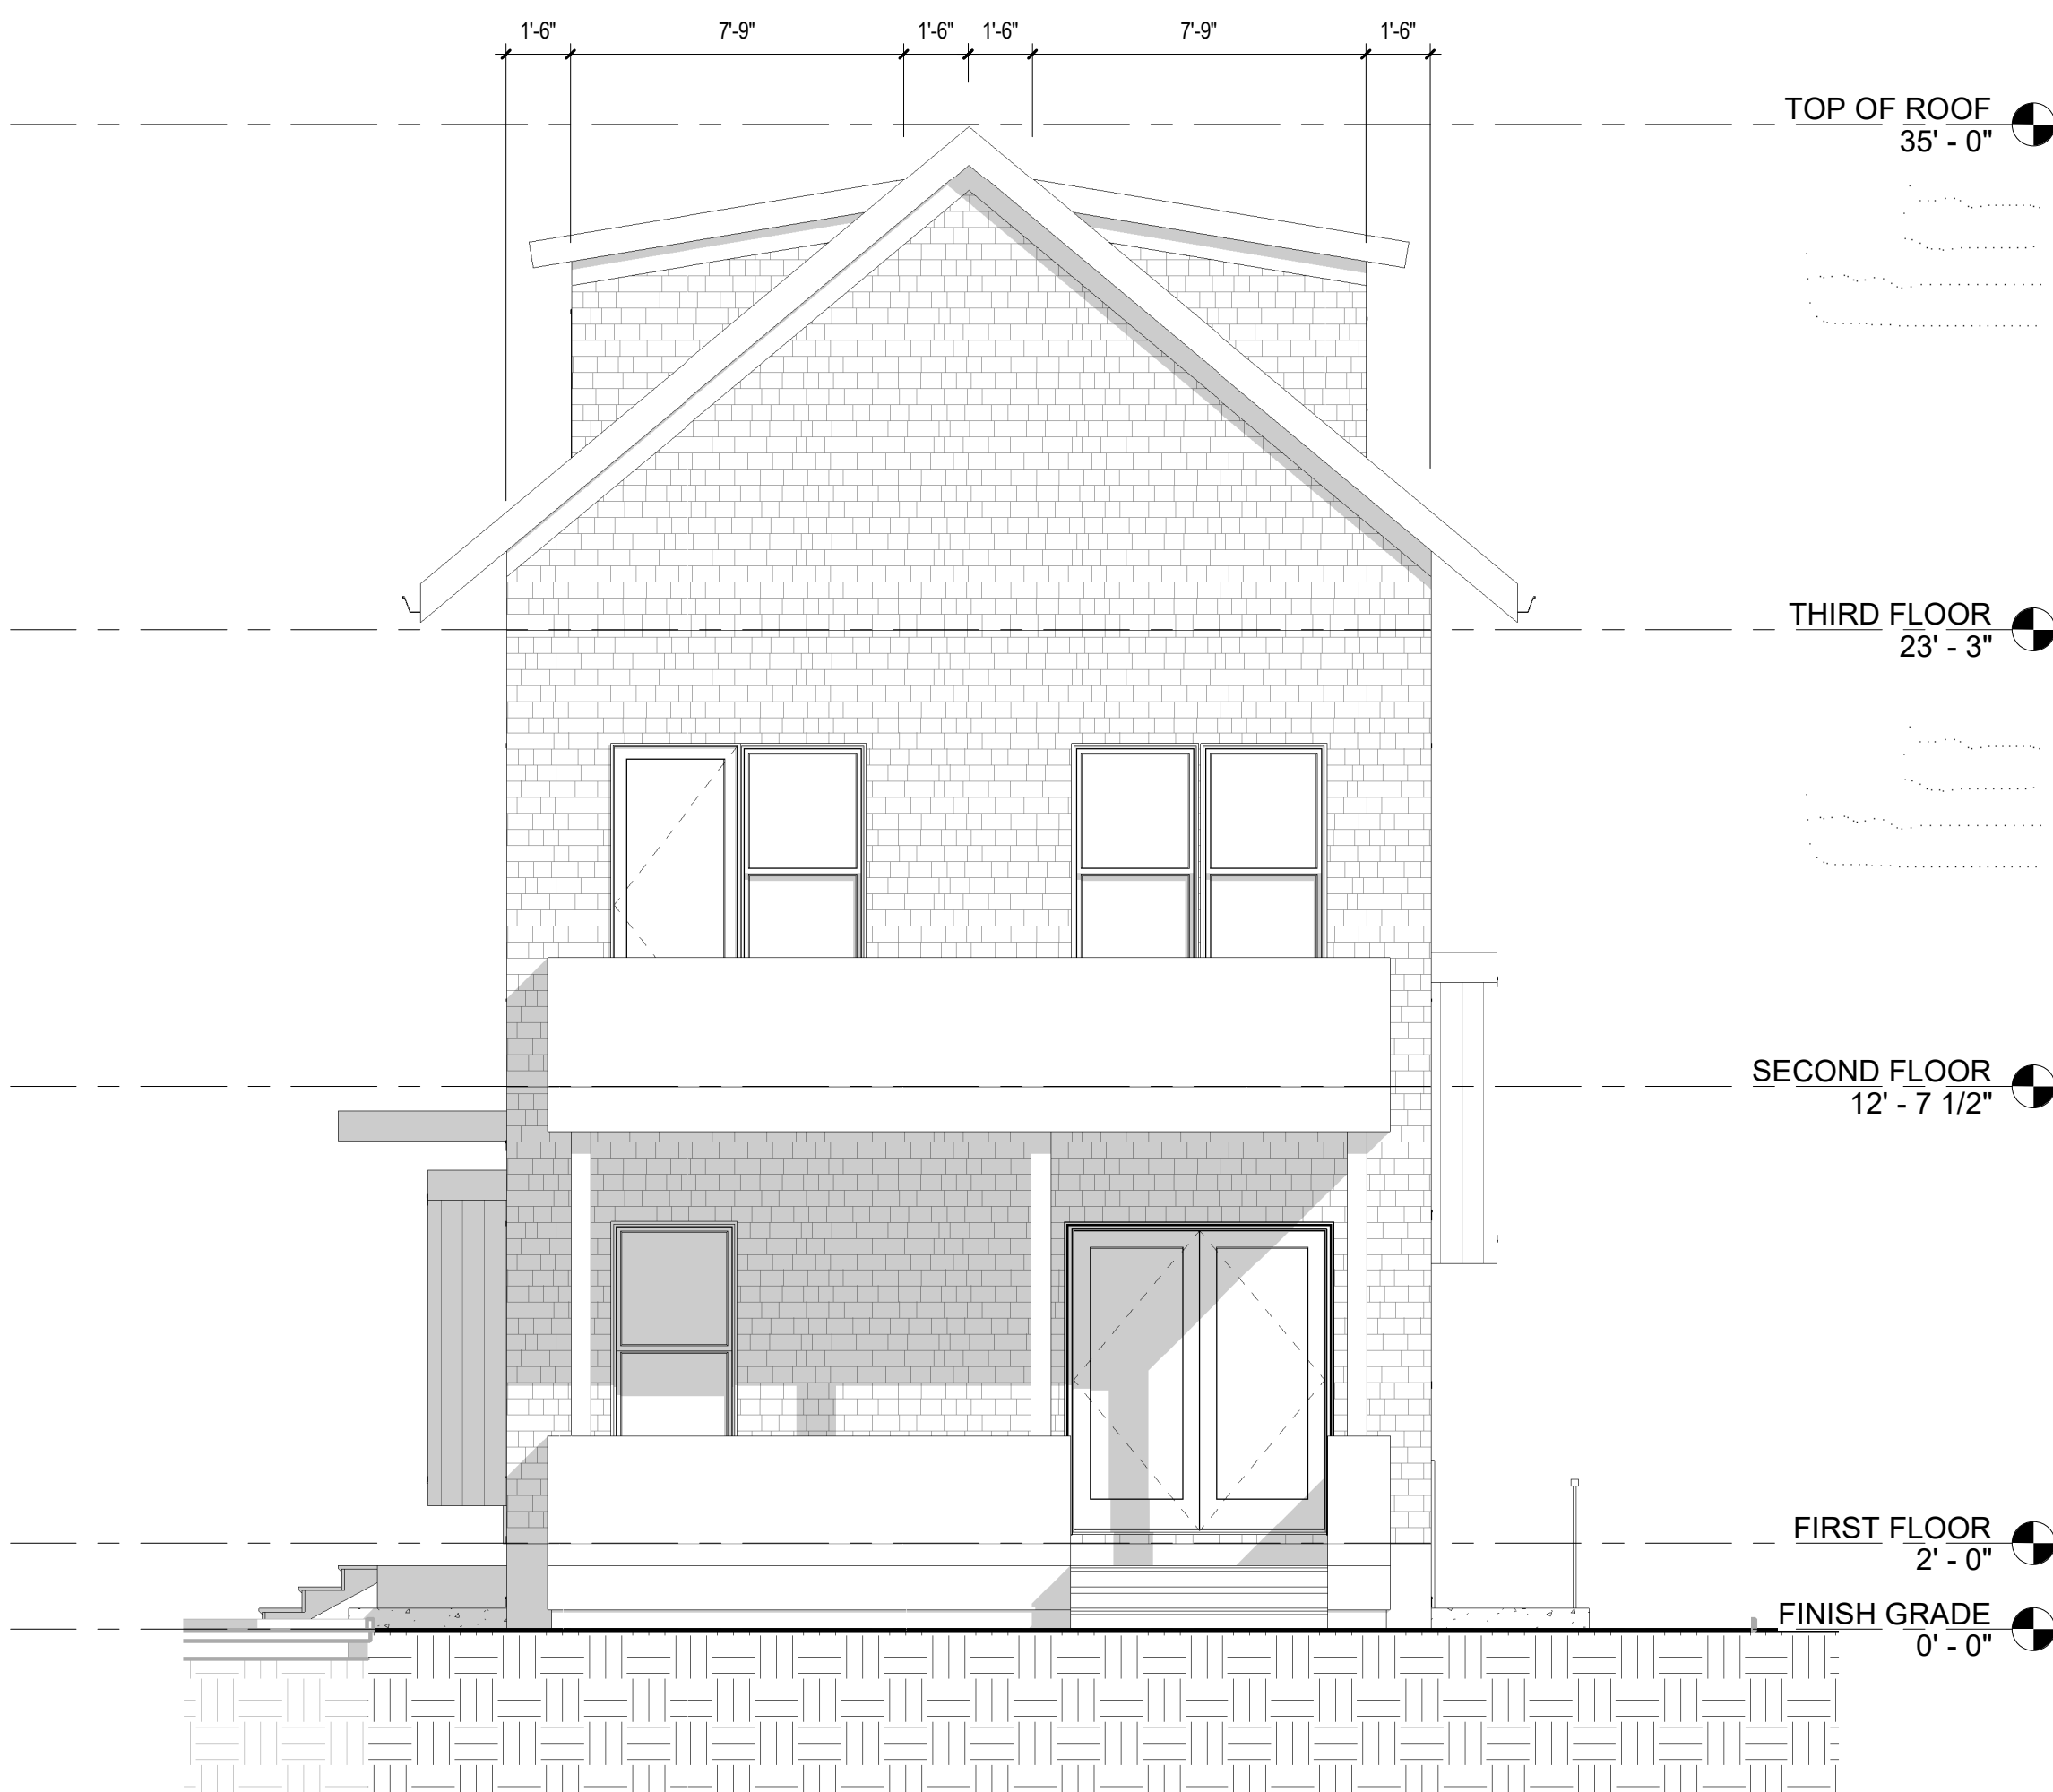 1'-6" 7'-9" 1'-6" 1'-6" 7'-9" 1'-6"
TOP OF ROOF
35' - 0"
THIRD FLOOR
23' - 3"
SECOND FLOOR
12' - 7 1/2"
FIRST FLOOR
2' - 0"
FINISH GRADE
0' - 0"